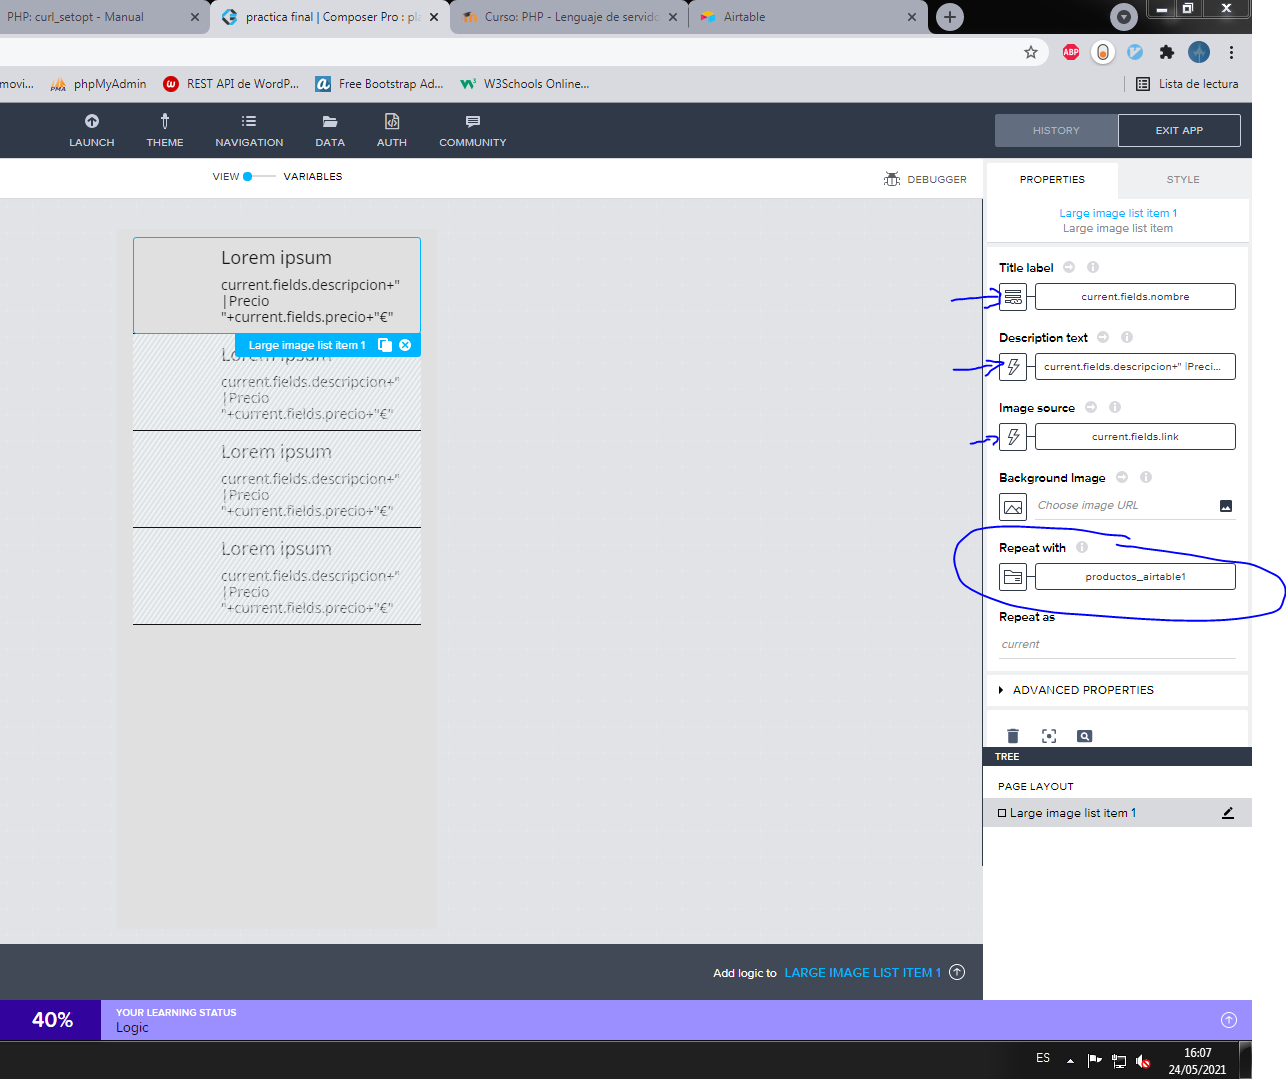 PHP: curl_setopt - Manual
practica final | Composer Pro : pla
Curso: PHP - Lenguaje de servido
Airtable
ABP
movi...
phpMyAdmin
REST API de WordP...
Free Bootstrap Ad...
W3Schools Online...
Lista de lectura
LAUNCH
THEME
NAVIGATION
DATA
AUTH
COMMUNITY
HISTORY
EXIT APP
VIEW
VARIABLES
DEBUGGER
PROPERTIES
STYLE
Large image list item 1
Large image list item
Lorem ipsum
current.fields.descripcion+"
|Precio
"+current.fields.precio+"€"
Large image list item 1
Lorem ipsum
current.fields.descripcion+"
|Precio
"+current.fields.precio+"€"
Lorem ipsum
current.fields.descripcion+"
|Precio
"+current.fields.precio+"€"
Lorem ipsum
current.fields.descripcion+"
|Precio
"+current.fields.precio+"€"
Title label
current.fields.nombre
Description text
current.fields.descripcion+" |Preci...
Image source
current.fields.link
Background Image
Choose image URL
Repeat with
productos_airtable1
Repeat as
current
ADVANCED PROPERTIES
TREE
PAGE LAYOUT
Large image list item 1
Add logic to LARGE IMAGE LIST ITEM 1
40%
YOUR LEARNING STATUS
Logic
ES
16:07
24/05/2021